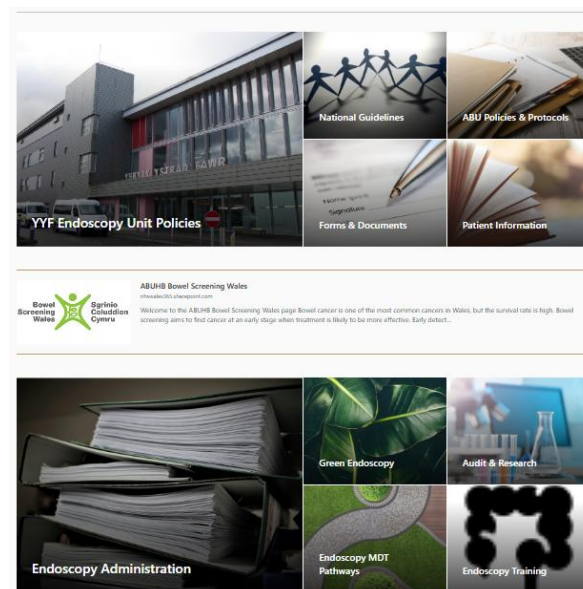 YSBYTY YSTRAD FAWR
YYF Endoscopy Unit Policies
National Guidelines
ABU Policies & Protocols
Signature
Forms & Documents
Patient Information
Bowel Screening Wales
Sgrinio Coluddion Cymru
ABUHB Bowel Screening Wales
nhswales365.sharepoint.com
Welcome to the ABUHB Bowel Screening Wales page Bowel cancer is one of the most common cancers in Wales, but the survival rate is high. Bowel
screening aims to find cancer at an early stage when treatment is likely to be more effective. Early detect...
Endoscopy Administration
Green Endoscopy
Audit & Research
Endoscopy MDT
Pathways
Endoscopy Training